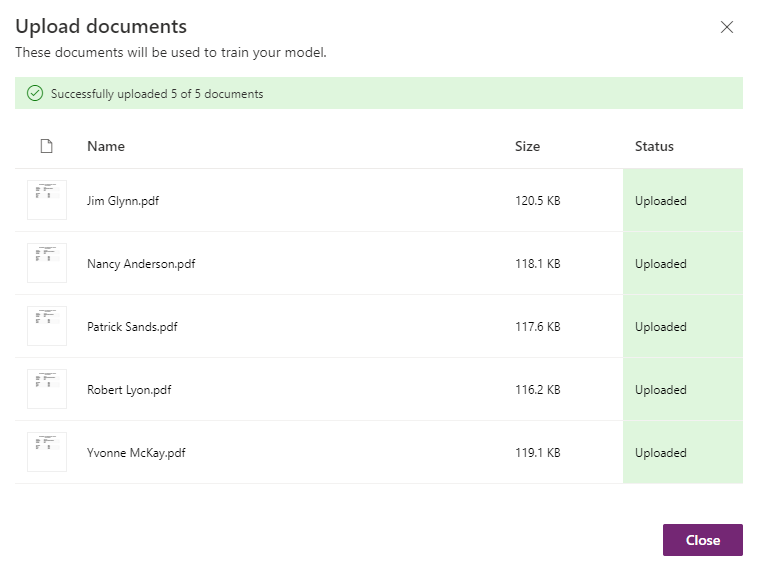 Upload documents
These documents will be used to train your model.
Successfully uploaded 5 of 5 documents
Name Size Status
Jim Glynn.pdf 120.5 KB Uploaded
Nancy Anderson.pdf 118.1 KB Uploaded
Patrick Sands.pdf 117.6 KB Uploaded
Robert Lyon.pdf 116.2 KB Uploaded
Yvonne McKay.pdf 119.1 KB Uploaded
Close